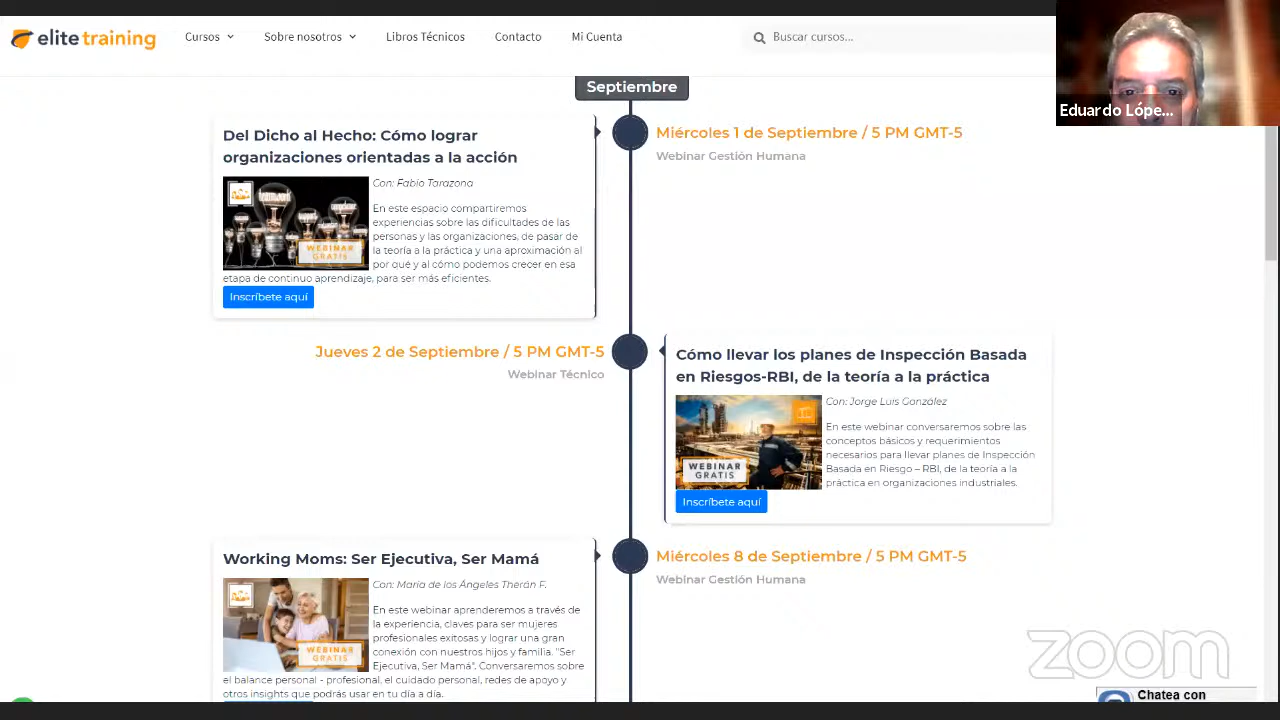 elite training
Cursos
Sobre nosotros
Libros Técnicos
Contacto
Mi Cuenta
Buscar cursos...
Eduardo Lópe...
Septiembre
Del Dicho al Hecho: Cómo lograr
organizaciones orientadas a la acción
Con: Fabio Tarazona
En este espacio compartiremos
experiencias sobre las dificultades de las
personas y las organizaciones, de pasar de
la teoría a la práctica y una aproximación al
por qué y al cómo podemos crecer en esa
etapa de continuo aprendizaje, para ser más eficientes.
WEBINAR
GRATIS
Inscríbete aquí
Miércoles 1 de Septiembre / 5 PM GMT-5
Webinar Gestión Humana
Jueves 2 de Septiembre / 5 PM GMT-5
Webinar Técnico
Cómo llevar los planes de Inspección Basada
en Riesgos-RBI, de la teoría a la práctica
Con: Jorge Luis González
En este webinar conversaremos sobre las
conceptos básicos y requerimientos
necesarios para llevar planes de Inspección
Basada en Riesgo – RBI, de la teoría a la
práctica en organizaciones industriales.
WEBINAR
GRATIS
Inscríbete aquí
Working Moms: Ser Ejecutiva, Ser Mamá
Con: María de los Ángeles Therán F.
En este webinar aprenderemos a través de
la experiencia, claves para ser mujeres
profesionales exitosas y lograr una gran
conexión con nuestros hijos y familia. "Ser
Ejecutiva, Ser Mamá". Conversaremos sobre
el balance personal - profesional, el cuidado personal, redes de apoyo y
otros insights que podrás usar en tu día a día.
WEBINAR
GRATIS
Miércoles 8 de Septiembre / 5 PM GMT-5
Webinar Gestión Humana
zoom
Chatea con